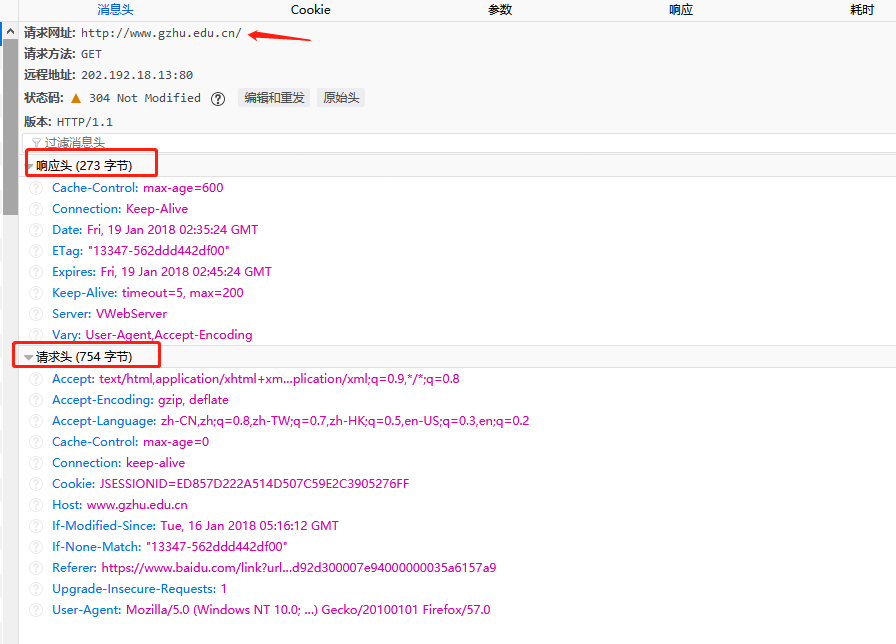 消息头 Cookie 参数 响应 耗时
请求网址: http://www.gzhu.edu.cn/
请求方法: GET
远程地址: 202.192.18.13:80
状态码: 304 Not Modified ? 编辑和重发 原始头
版本: HTTP/1.1
过滤消息头
响应头 (273 字节)
? Cache-Control: max-age=600
? Connection: Keep-Alive
? Date: Fri, 19 Jan 2018 02:35:24 GMT
? ETag: "13347-562ddd442df00"
? Expires: Fri, 19 Jan 2018 02:45:24 GMT
? Keep-Alive: timeout=5, max=200
? Server: VWebServer
? Vary: User-Agent,Accept-Encoding
请求头 (754 字节)
? Accept: text/html,application/xhtml+xm…plication/xml;q=0.9,*/*;q=0.8
? Accept-Encoding: gzip, deflate
? Accept-Language: zh-CN,zh;q=0.8,zh-TW;q=0.7,zh-HK;q=0.5,en-US;q=0.3,en;q=0.2
? Cache-Control: max-age=0
? Connection: keep-alive
? Cookie: JSESSIONID=ED857D222A514D507C59E2C3905276FF
? Host: www.gzhu.edu.cn
? If-Modified-Since: Tue, 16 Jan 2018 05:16:12 GMT
? If-None-Match: "13347-562ddd442df00"
? Referer: https://www.baidu.com/link?url…d92d300007e94000000035a6157a9
? Upgrade-Insecure-Requests: 1
? User-Agent: Mozilla/5.0 (Windows NT 10.0; …) Gecko/20100101 Firefox/57.0